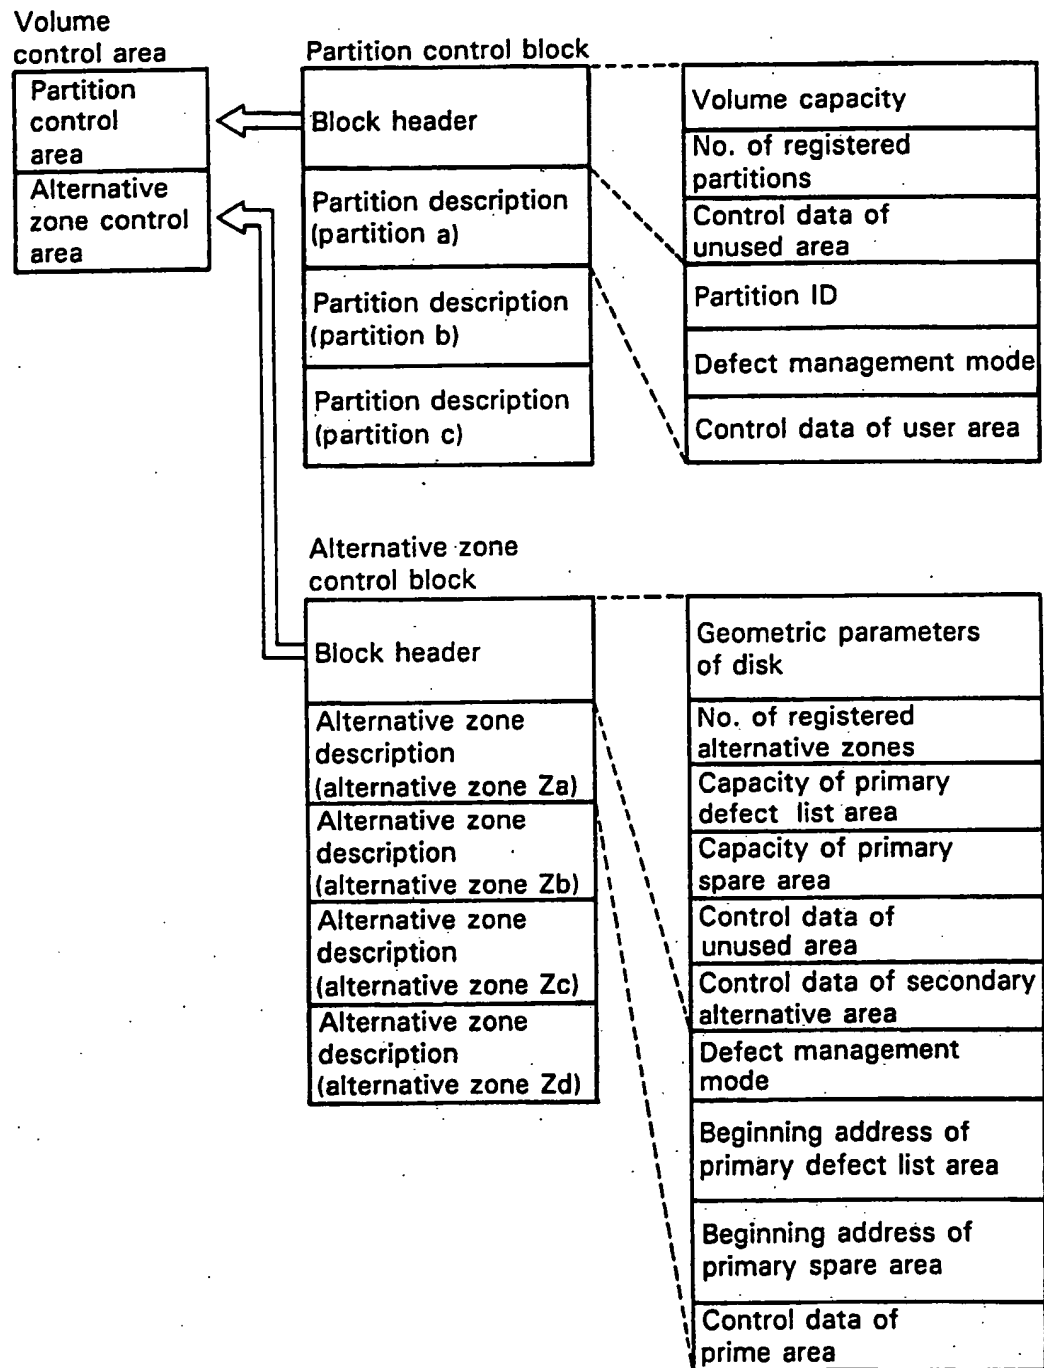 Volume
control area
Partition
control
area
Alternative
zone control
area
Partition control block
Block header
Partition description
(partition a)
Partition description
(partition b)
Partition description
(partition c)
Volume capacity
No. of registered
partitions
Control data of
unused area
Partition ID
Defect management mode
Control data of user area
Alternative zone
control block
Block header
Alternative zone
description
(alternative zone Za)
Alternative zone
description
(alternative zone Zb)
Alternative zone
description
(alternative zone Zc)
Alternative zone
description
(alternative zone Zd)
Geometric parameters
of disk
No. of registered
alternative zones
Capacity of primary
defect list area
Capacity of primary
spare area
Control data of
unused area
Control data of secondary
alternative area
Defect management
mode
Beginning address of
primary defect list area
Beginning address of
primary spare area
Control data of
prime area